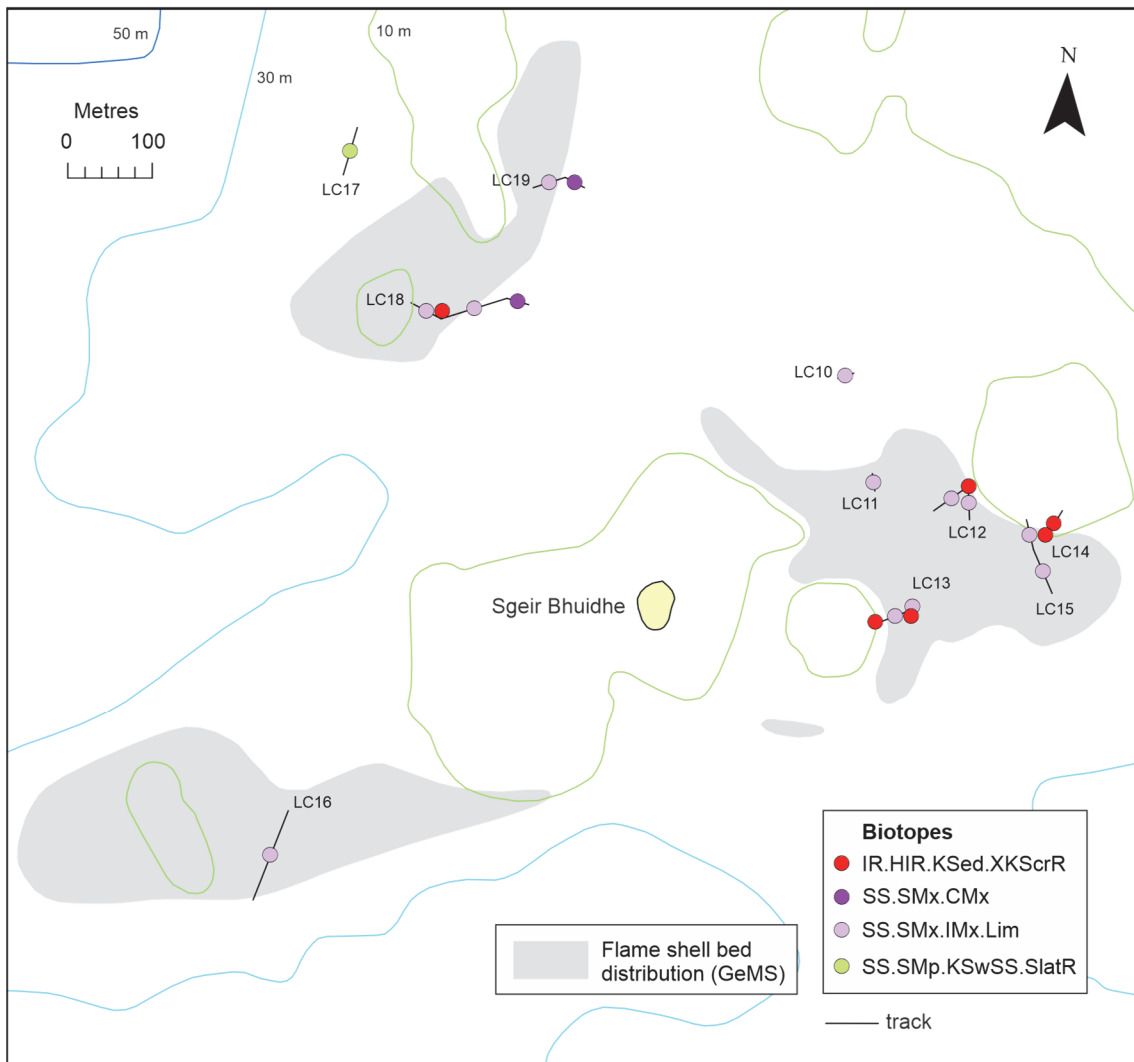 50 m
10 m
30 m
N
Metres
0 100
LC17
LC19
LC18
LC10
LC11
LC12
LC14
LC13
LC15
Sgeir Bhuidhe
LC16
Biotopes
IR.HIR.KSed.XKScrR
SS.SMx.CMx
SS.SMx.IMx.Lim
SS.SMp.KSwSS.SlatR
Flame shell bed
distribution (GeMS)
track